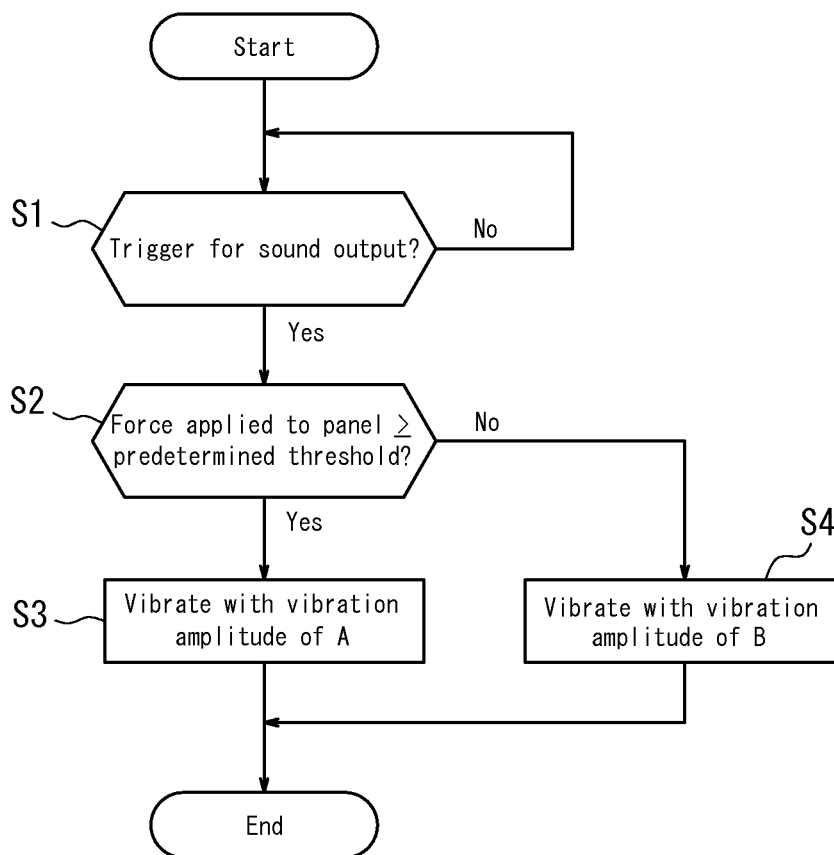 Start
S1
Trigger for sound output?
No
Yes
S2
Force applied to panel ≥
predetermined threshold?
No
Yes
S4
S3
Vibrate with vibration
amplitude of A
Vibrate with vibration
amplitude of B
End